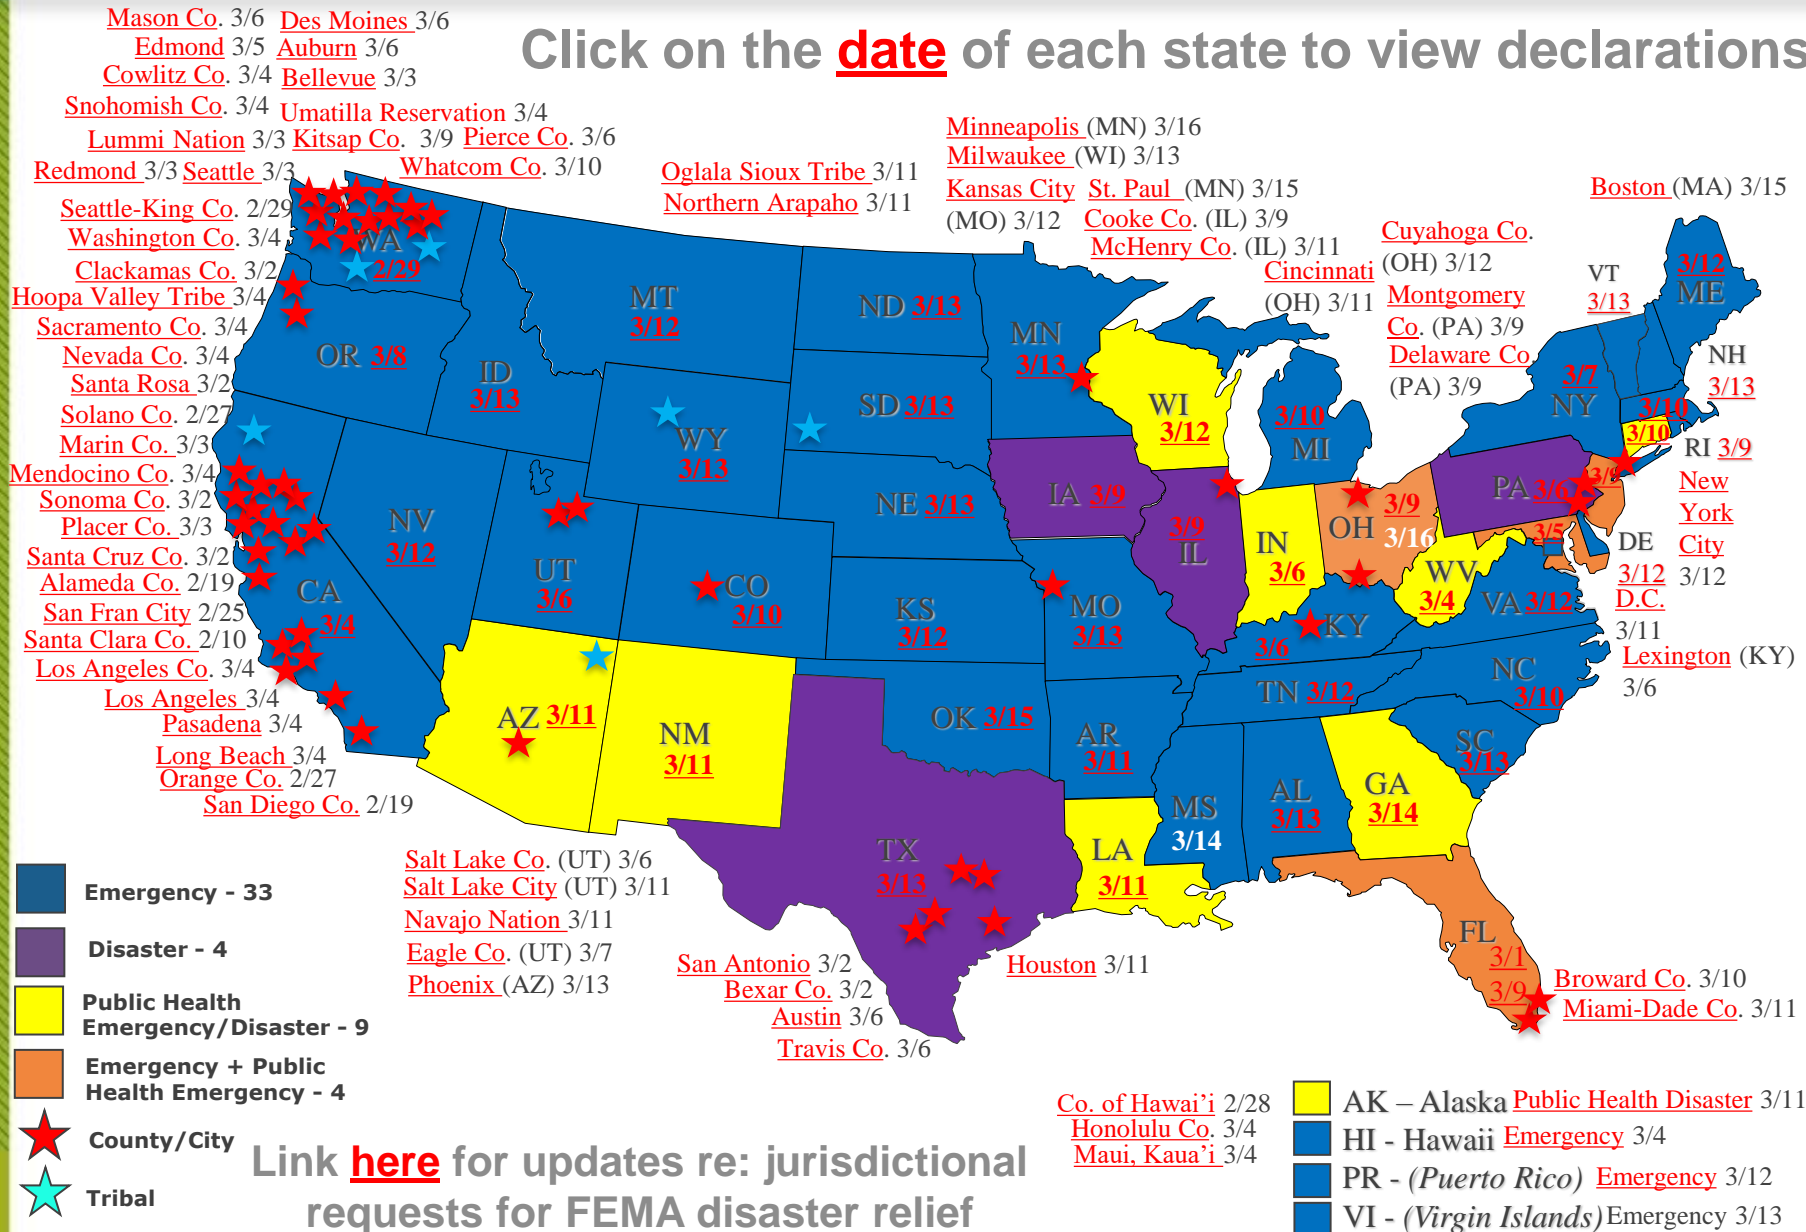 Click on the date of each state to view declarations
Mason Co. 3/6 Des Moines 3/6
Edmond 3/5 Auburn 3/6
Cowlitz Co. 3/4 Bellevue 3/3
Snohomish Co. 3/4 Umatilla Reservation 3/4
Lummi Nation 3/3 Kitsap Co. 3/9 Pierce Co. 3/6
Redmond 3/3 Seattle 3/3 Whatcom Co. 3/10
Seattle-King Co. 2/29
Washington Co. 3/4
Clackamas Co. 3/2
Hoopa Valley Tribe 3/4
Sacramento Co. 3/4
Nevada Co. 3/4
Santa Rosa 3/2
Solano Co. 2/27
Marin Co. 3/3
Mendocino Co. 3/4
Sonoma Co. 3/2
Placer Co. 3/3
Santa Cruz Co. 3/2
Alameda Co. 2/19
San Fran City 2/25
Santa Clara Co. 2/10
Los Angeles Co. 3/4
Los Angeles 3/4
Pasadena 3/4
Long Beach 3/4
Orange Co. 2/27
San Diego Co. 2/19
Oglala Sioux Tribe 3/11
Northern Arapaho 3/11
Minneapolis (MN) 3/16
Milwaukee (WI) 3/13
Kansas City
(MO) 3/12
St. Paul (MN) 3/15
Cooke Co. (IL) 3/9
McHenry Co. (IL) 3/11
Cincinnati
(OH) 3/11
Cuyahoga Co.
(OH) 3/12
Montgomery
Co. (PA) 3/9
Delaware Co.
(PA) 3/9
Boston (MA) 3/15
VT
3/13
3/12
ME
NH
3/13
3/7
NY
3/10
3/10
RI 3/9
New
York
City
3/12
DE
3/12
D.C.
3/11
Lexington (KY)
3/6
WA
2/29
OR 3/8
ID
3/13
MT
3/12
WY
3/13
ND 3/13
SD 3/13
NE 3/13
KS
3/12
MN
3/13
WI
3/12
3/10
MI
IA 3/9
3/9
IL
IN
3/6
3/9
OH 3/16
PA 3/6
3/9
3/5
WV
3/4
VA 3/12
3/6 KY
TN 3/12
NC
3/10
SC
3/13
GA
3/14
AL
3/13
MS
3/14
LA
3/11
AR
3/11
MO
3/13
OK 3/15
TX
3/13
NM
3/11
AZ 3/11
UT
3/6
CO
3/10
NV
3/12
CA
3/4
FL
3/1
3/9
Broward Co. 3/10
Miami-Dade Co. 3/11
Salt Lake Co. (UT) 3/6
Salt Lake City (UT) 3/11
Navajo Nation 3/11
Eagle Co. (UT) 3/7
Phoenix (AZ) 3/13
San Antonio 3/2
Bexar Co. 3/2
Austin 3/6
Travis Co. 3/6
Houston 3/11
Emergency - 33
Disaster - 4
Public Health
Emergency/Disaster - 9
Emergency + Public
Health Emergency - 4
County/City
Tribal
Link here for updates re: jurisdictional
requests for FEMA disaster relief
Co. of Hawai'i 2/28
Honolulu Co. 3/4
Maui, Kaua'i 3/4
AK – Alaska Public Health Disaster 3/11
HI - Hawaii Emergency 3/4
PR - (Puerto Rico) Emergency 3/12
VI - (Virgin Islands) Emergency 3/13